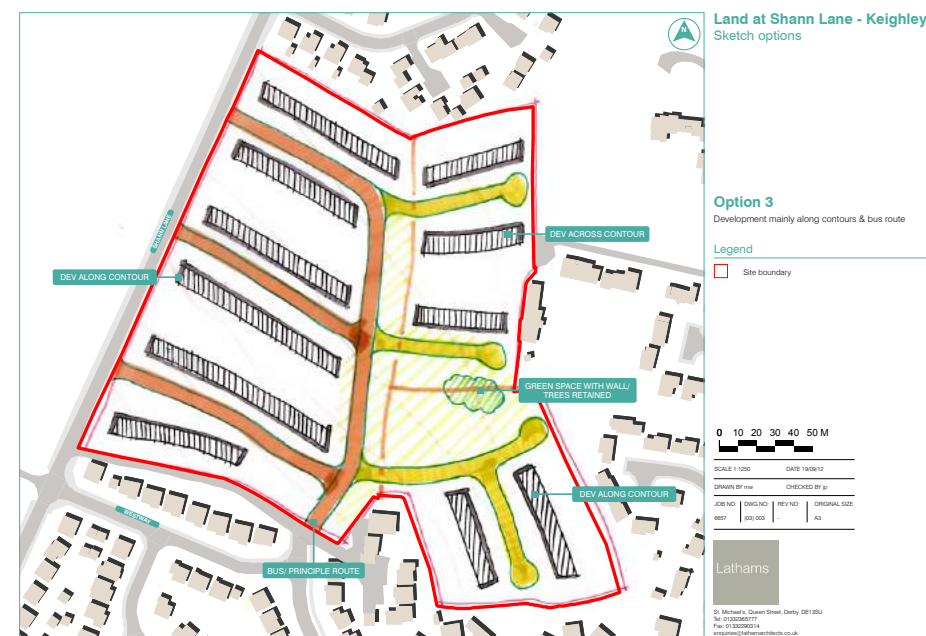 Land at Shann Lane - Keighley
Sketch options
N
SHANN LANE
DEV ACROSS CONTOUR
DEV ALONG CONTOUR
GREEN SPACE WITH WALL/
TREES RETAINED
DEV ALONG CONTOUR
WESTWAY
BUS/ PRINCIPLE ROUTE
Option 3
Development mainly along contours & bus route
Legend
Site boundary
0 10 20 30 40 50 M
SCALE 1:1250 DATE 19/09/12
DRAWN BY mw CHECKED BY jp
JOB NO: DWG NO: REV NO: ORIGINAL SIZE
6657 (03) 003 - A3
Lathams
St. Michael's, Queen Street, Derby. DE13SU
Tel: 01332365777
Fax: 01332290314
enquiries@lathamarchitects.co.uk